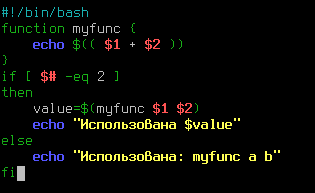 #!/bin/bash
function myfunc {
    echo $(( $1 + $2 ))
}
if [ $# -eq 2 ]
then
    value=$(myfunc $1 $2)
    echo "Использована $value"
else
    echo "Использована: myfunc a b"
fi